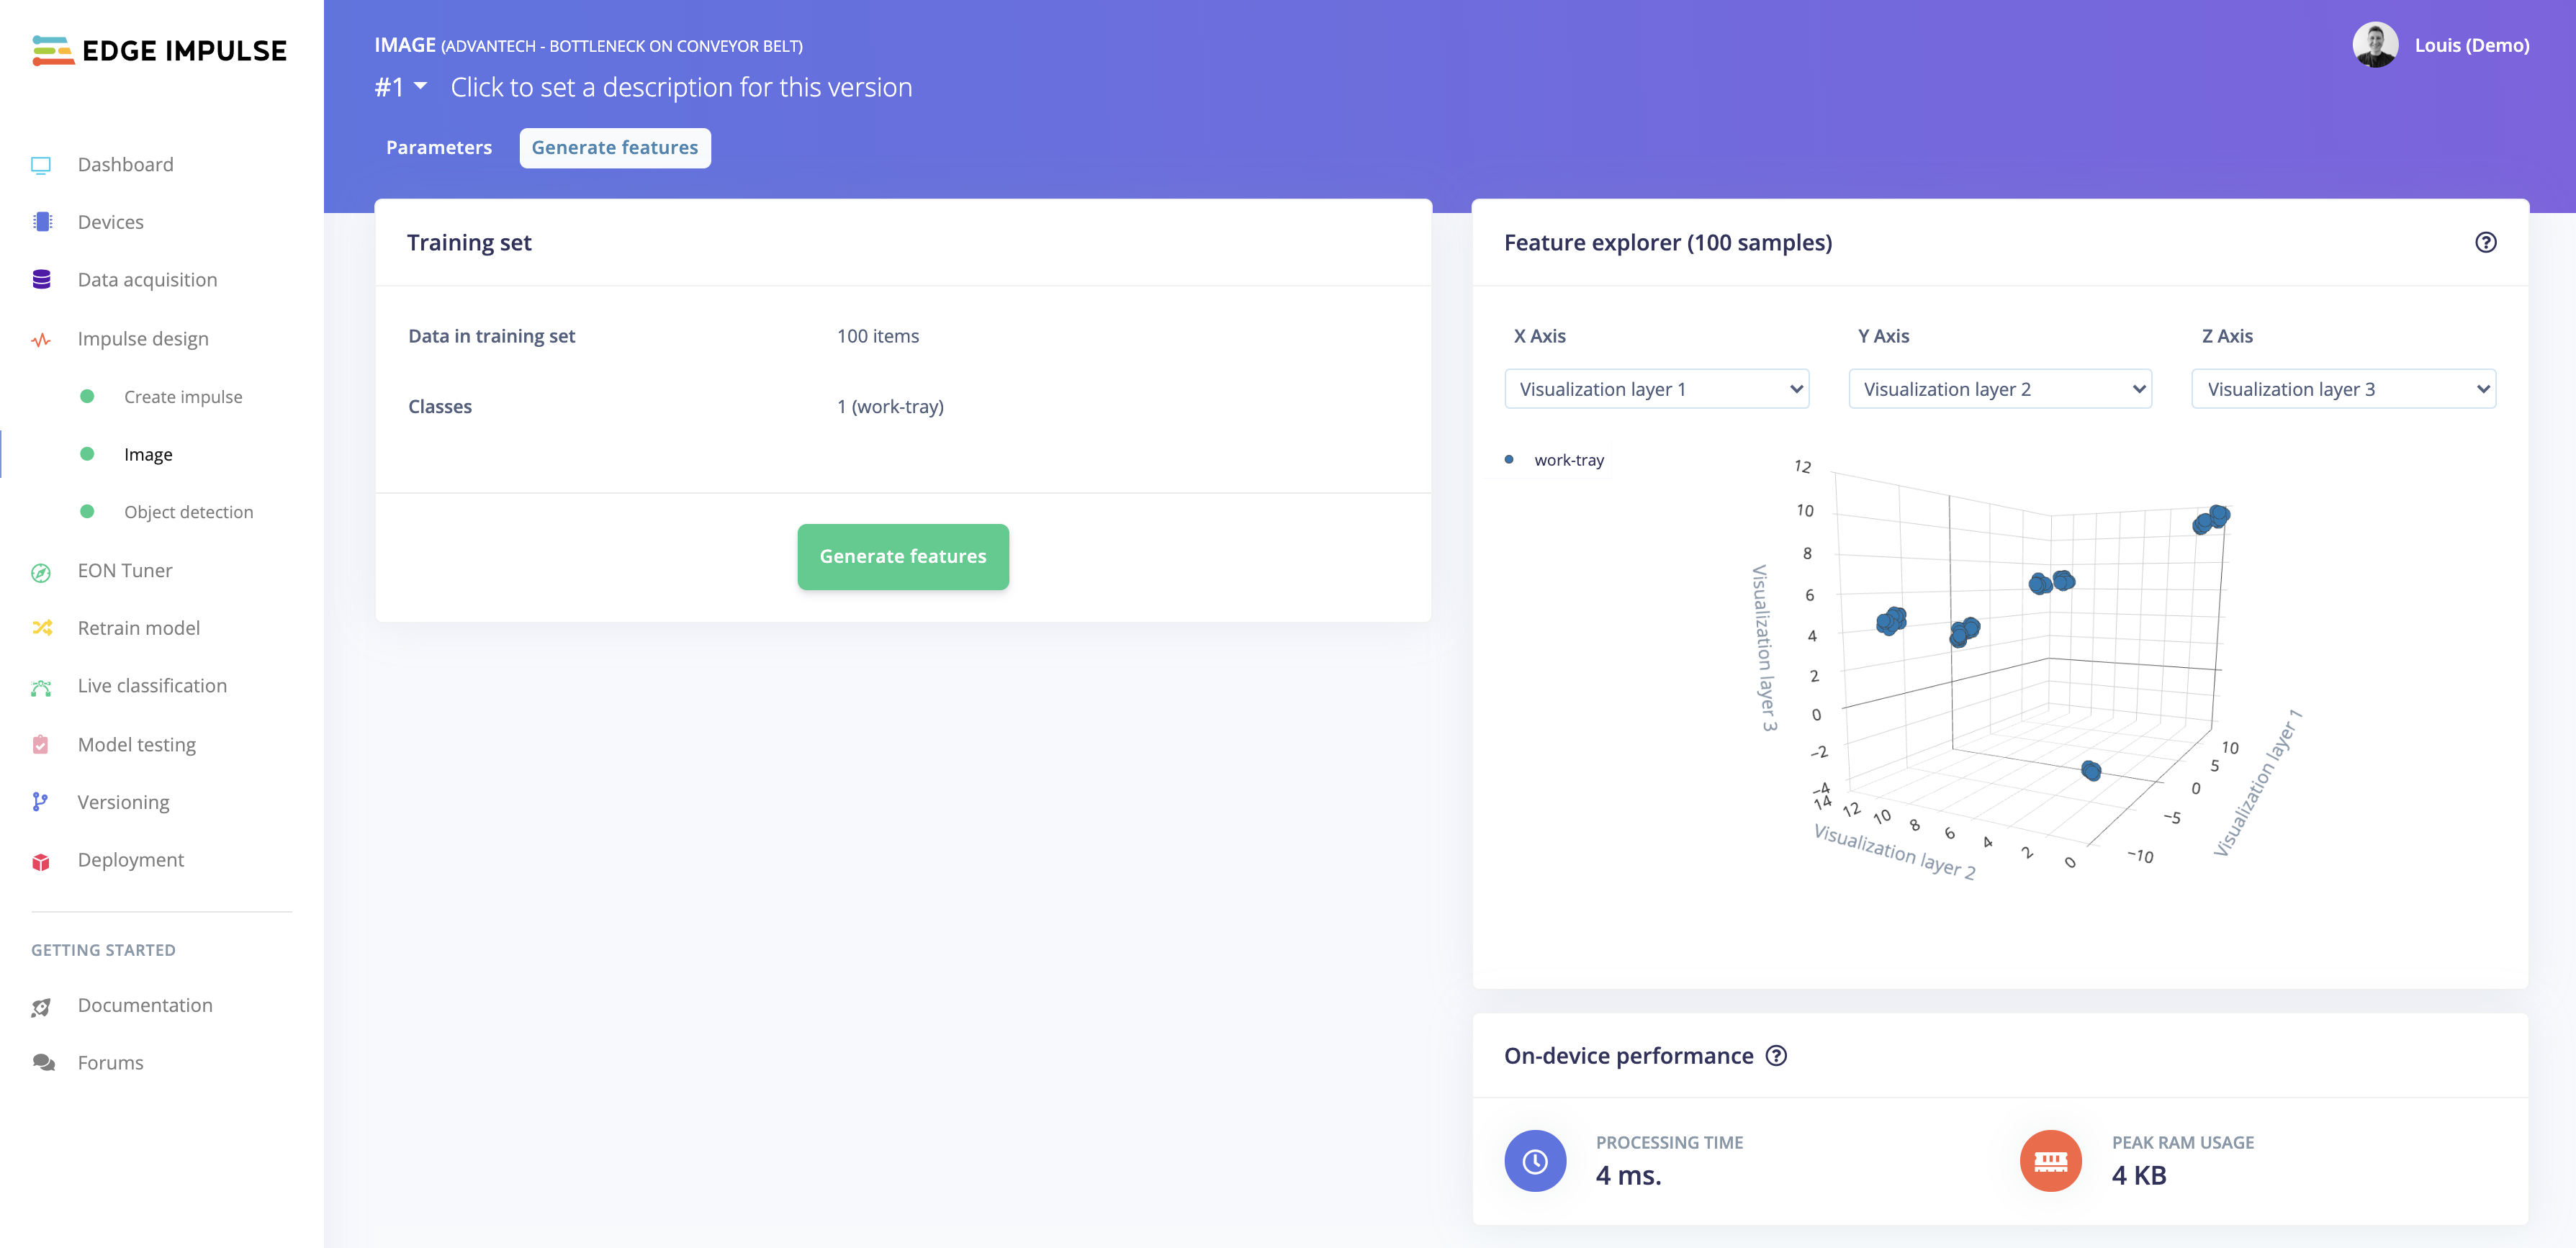 EDGE IMPULSE
Dashboard
Devices
Data acquisition
Impulse design
Create impulse
Image
Object detection
EON Tuner
Retrain model
Live classification
Model testing
Versioning
Deployment
GETTING STARTED
Documentation
Forums
IMAGE (ADVANTECH - BOTTLENECK ON CONVEYOR BELT)
#1 Click to set a description for this version
Louis (Demo)
Parameters Generate features
Training set
Data in training set 100 items
Classes 1 (work-tray)
Generate features
Feature explorer (100 samples)
X Axis Y Axis Z Axis
Visualization layer 1 Visualization layer 2 Visualization layer 3
work-tray
12
10
8
6
4
2
0
−2
−4
Visualization layer 3
14 12 10 8 6 4 2 0
Visualization layer 2
−10 −5 0 5 10
Visualization layer 1
On-device performance
PROCESSING TIME
4 ms.
PEAK RAM USAGE
4 KB